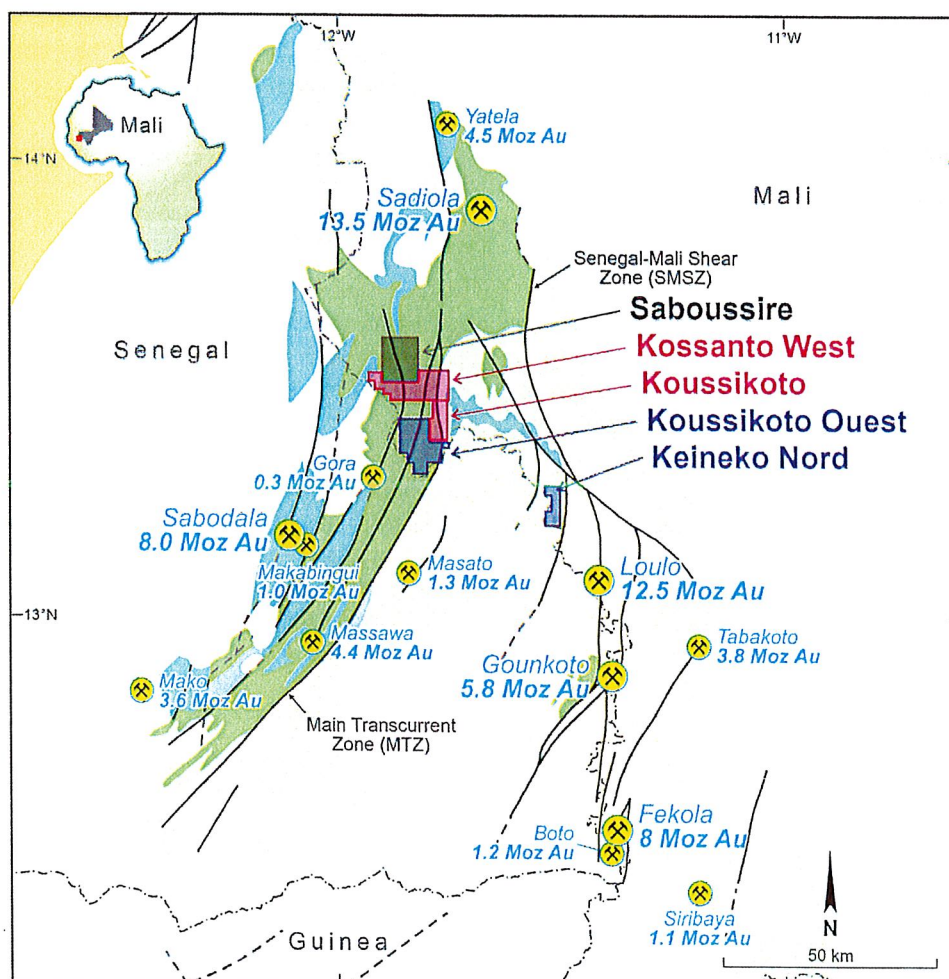 12°W
11°W
14°N
13°N
Mali
Yatela
4.5 Moz Au
Sadiola
13.5 Moz Au
Mali
Senegal-Mali Shear
Zone (SMSZ)
Senegal
Saboussire
Kossanto West
Koussikoto
Koussikoto Ouest
Keineko Nord
Gora
0.3 Moz Au
Sabodala
8.0 Moz Au
Makabingui
1.0 Moz Au
Masato
1.3 Moz Au
Loulo
12.5 Moz Au
Massawa
4.4 Moz Au
Tabakoto
3.8 Moz Au
Gounkoto
5.8 Moz Au
Mako
3.6 Moz Au
Main Transcurrent
Zone (MTZ)
Fekola
8 Moz Au
Boto
1.2 Moz Au
Siribaya
1.1 Moz Au
Guinea
N
50 km